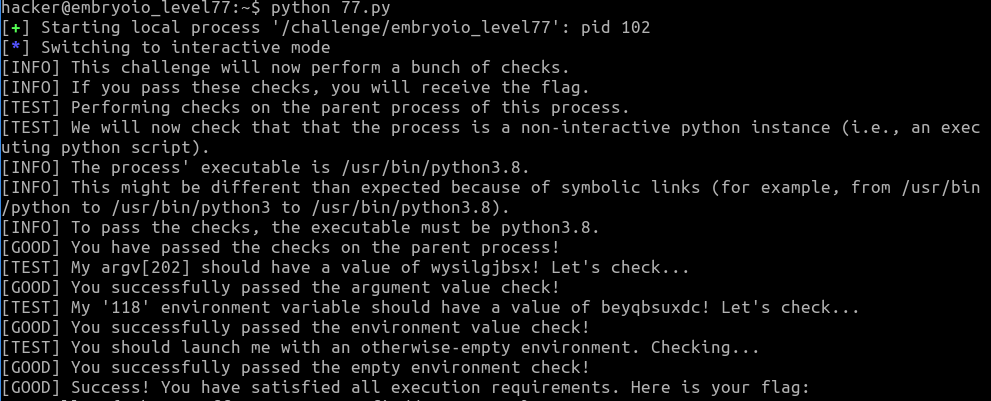 hacker@embryoio_level77:~$ python 77.py
[+] Starting local process '/challenge/embryoio_level77': pid 102
[*] Switching to interactive mode
[INFO] This challenge will now perform a bunch of checks.
[INFO] If you pass these checks, you will receive the flag.
[TEST] Performing checks on the parent process of this process.
[TEST] We will now check that that the process is a non-interactive python instance (i.e., an exec
uting python script).
[INFO] The process' executable is /usr/bin/python3.8.
[INFO] This might be different than expected because of symbolic links (for example, from /usr/bin
/python to /usr/bin/python3 to /usr/bin/python3.8).
[INFO] To pass the checks, the executable must be python3.8.
[GOOD] You have passed the checks on the parent process!
[TEST] My argv[202] should have a value of wysilgjbsx! Let's check...
[GOOD] You successfully passed the argument value check!
[TEST] My '118' environment variable should have a value of beyqbsuxdc! Let's check...
[GOOD] You successfully passed the environment value check!
[TEST] You should launch me with an otherwise-empty environment. Checking...
[GOOD] You successfully passed the empty environment check!
[GOOD] Success! You have satisfied all execution requirements. Here is your flag: